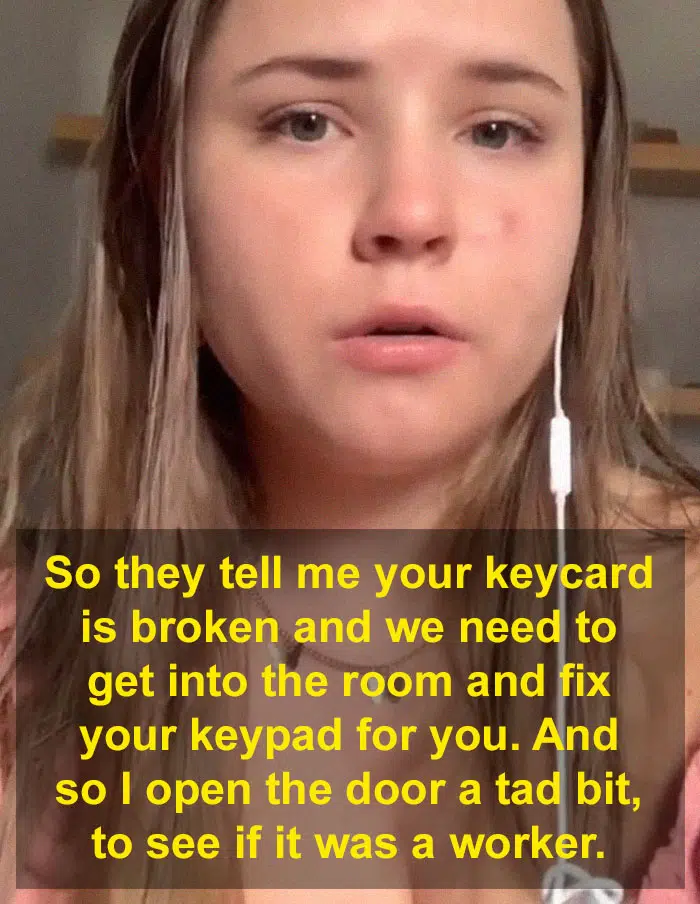 So they tell me your keycard
is broken and we need to
get into the room and fix
your keypad for you. And
so I open the door a tad bit,
to see if it was a worker.